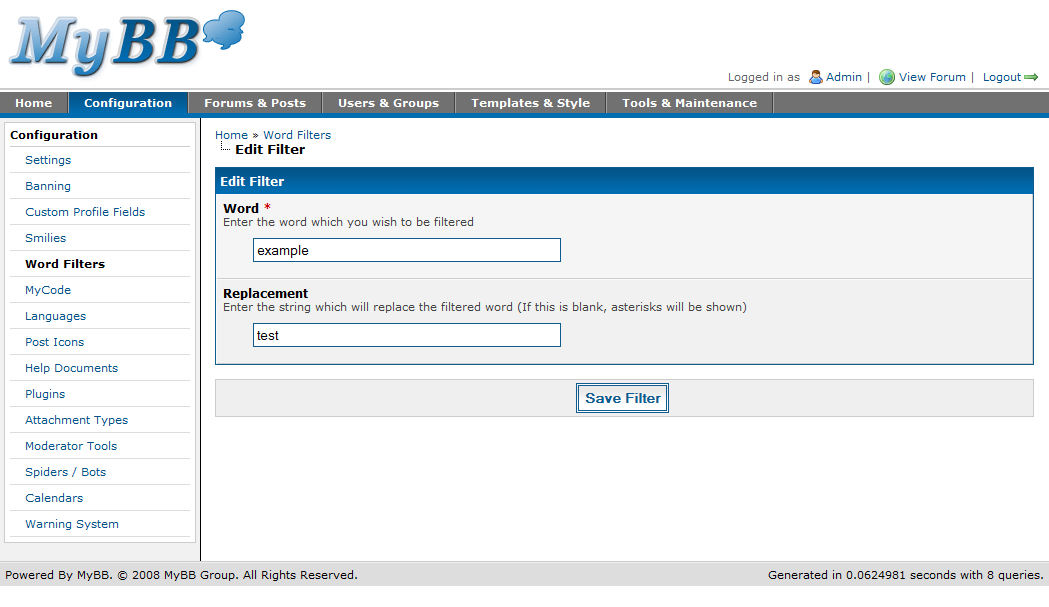 MyBB
Logged in as Admin | View Forum | Logout
Home Configuration Forums & Posts Users & Groups Templates & Style Tools & Maintenance
Configuration
Settings
Banning
Custom Profile Fields
Smilies
Word Filters
MyCode
Languages
Post Icons
Help Documents
Plugins
Attachment Types
Moderator Tools
Spiders / Bots
Calendars
Warning System
Home » Word Filters
Edit Filter
Edit Filter
Word *
Enter the word which you wish to be filtered
example
Replacement
Enter the string which will replace the filtered word (If this is blank, asterisks will be shown)
test
Save Filter
Powered By MyBB. © 2008 MyBB Group. All Rights Reserved.
Generated in 0.0624981 seconds with 8 queries.